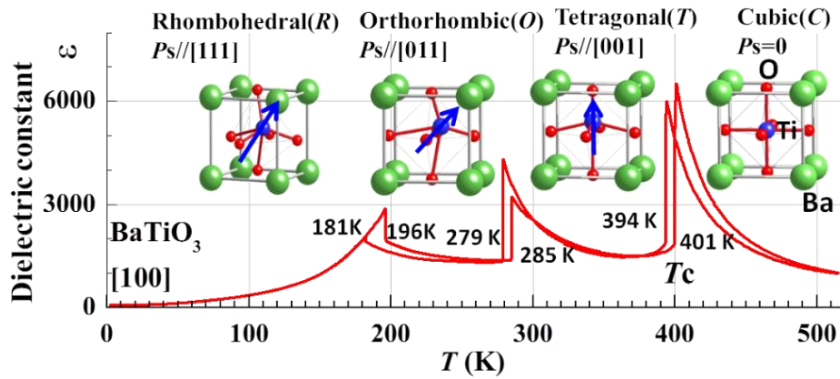 Rhombohedral(R)
Ps//[111]
Orthorhombic(O)
Ps//[011]
Tetragonal(T)
Ps//[001]
Cubic(C)
Ps=0
O
Ti
Ba
Dielectric constant
ε
6000
3000
0
BaTiO₃
[100]
181K
196K
279 K
285 K
394 K
401 K
Tc
0
100
200
300
400
500
T (K)